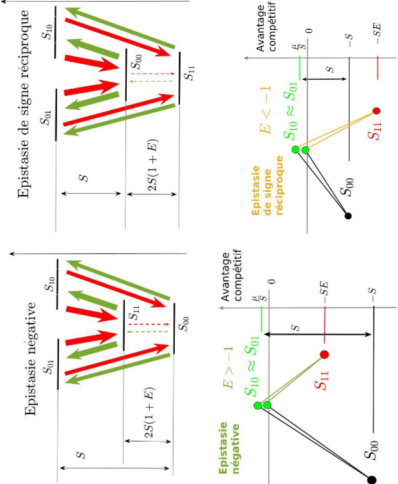 Epistasie négative
S01
S10
S
S11
2S(1 + E)
S00
Epistasie de signe réciproque
S01
S10
S
S00
2S(1 + E)
S11
Epistasie
négative
E > −1
Avantage
compétitif
S10 ≈ S01
μ/S
0
S
S11
−SE
S00
−S
Epistasie
de signe
réciproque
E < −1
Avantage
compétitif
S10 ≈ S01
μ/S
0
S
S00
−S
S11
−SE